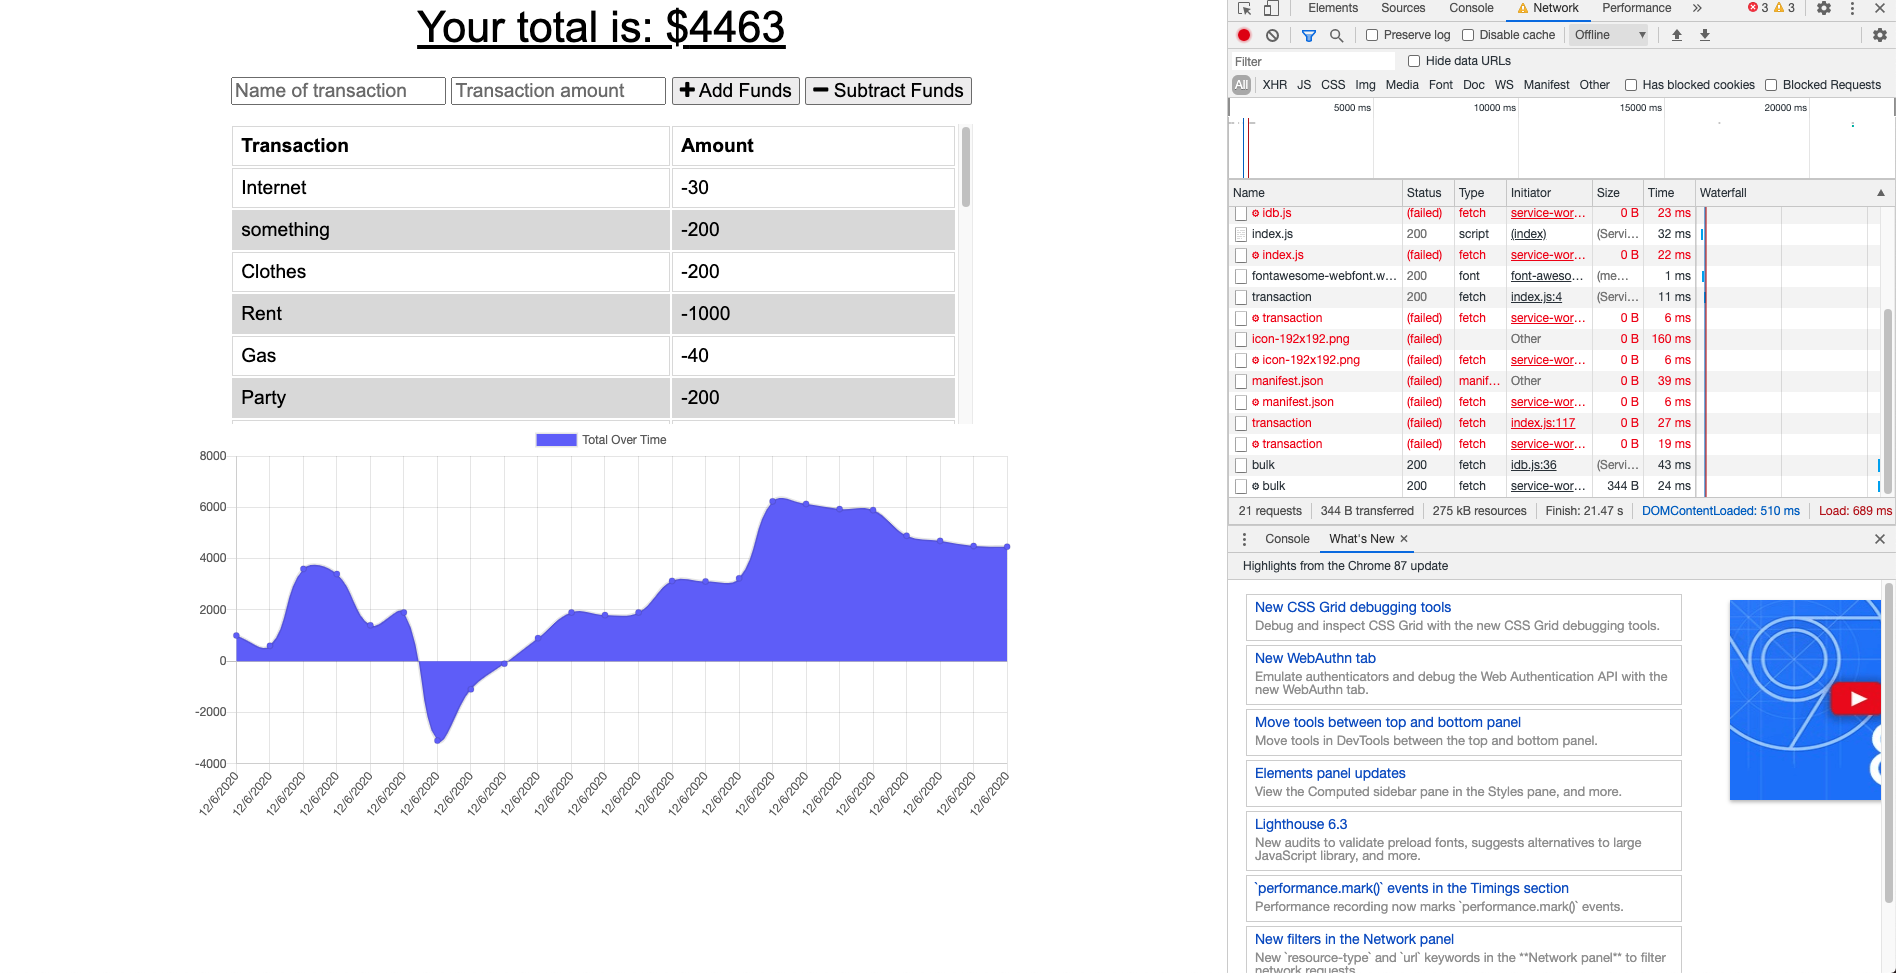 Your total is: $4463
Name of transaction Transaction amount Add Funds Subtract Funds
Transaction Amount
Internet -30
something -200
Clothes -200
Rent -1000
Gas -40
Party -200
Total Over Time
8000
6000
4000
2000
0
-2000
-4000
12/6/2020 12/6/2020 12/6/2020 12/6/2020 12/6/2020 12/6/2020 12/6/2020 12/6/2020 12/6/2020 12/6/2020 12/6/2020 12/6/2020 12/6/2020 12/6/2020 12/6/2020 12/6/2020 12/6/2020 12/6/2020 12/6/2020 12/6/2020 12/6/2020 12/6/2020 12/6/2020 12/6/2020
Elements Sources Console Network Performance » 3 3
Preserve log Disable cache Offline
Filter Hide data URLs
All XHR JS CSS Img Media Font Doc WS Manifest Other Has blocked cookies Blocked Requests
5000 ms 10000 ms 15000 ms 20000 ms
Name Status Type Initiator Size Time Waterfall
idb.js (failed) fetch service-wor... 0 B 23 ms
index.js 200 script (index) (Servi... 32 ms
index.js (failed) fetch service-wor... 0 B 22 ms
fontawesome-webfont.w... 200 font font-aweso... (me... 1 ms
transaction 200 fetch index.js:4 (Servi... 11 ms
transaction (failed) fetch service-wor... 0 B 6 ms
icon-192x192.png (failed) Other 0 B 160 ms
icon-192x192.png (failed) fetch service-wor... 0 B 6 ms
manifest.json (failed) manif... Other 0 B 39 ms
manifest.json (failed) fetch service-wor... 0 B 6 ms
transaction (failed) fetch index.js:117 0 B 27 ms
transaction (failed) fetch service-wor... 0 B 19 ms
bulk 200 fetch idb.js:36 (Servi... 43 ms
bulk 200 fetch service-wor... 344 B 24 ms
21 requests 344 B transferred 275 kB resources Finish: 21.47 s DOMContentLoaded: 510 ms Load: 689 ms
Console What's New ×
Highlights from the Chrome 87 update
New CSS Grid debugging tools
Debug and inspect CSS Grid with the new CSS Grid debugging tools.
New WebAuthn tab
Emulate authenticators and debug the Web Authentication API with the
new WebAuthn tab.
Move tools between top and bottom panel
Move tools in DevTools between the top and bottom panel.
Elements panel updates
View the Computed sidebar pane in the Styles pane, and more.
Lighthouse 6.3
New audits to validate preload fonts, suggests alternatives to large
JavaScript library, and more.
`performance.mark()` events in the Timings section
Performance recording now marks `performance.mark()` events.
New filters in the Network panel
New `resource-type` and `url` keywords in the **Network panel** to filter
network requests